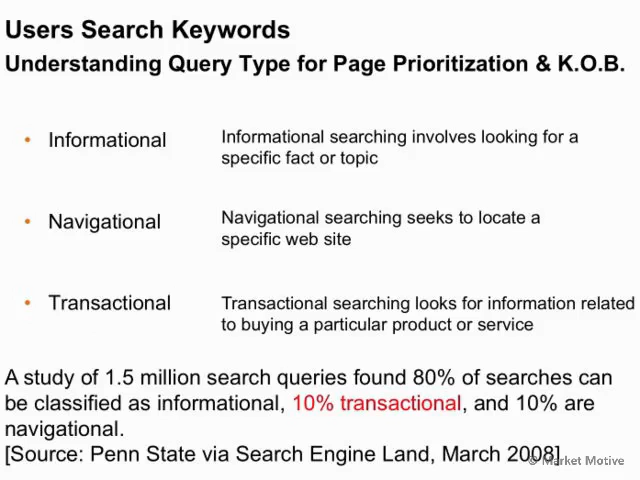 Users Search Keywords
Understanding Query Type for Page Prioritization & K.O.B.
• Informational
Informational searching involves looking for a
specific fact or topic
• Navigational
Navigational searching seeks to locate a
specific web site
• Transactional
Transactional searching looks for information related
to buying a particular product or service
A study of 1.5 million search queries found 80% of searches can
be classified as informational, 10% transactional, and 10% are
navigational.
[Source: Penn State via Search Engine Land, March 2008]
© Market Motive